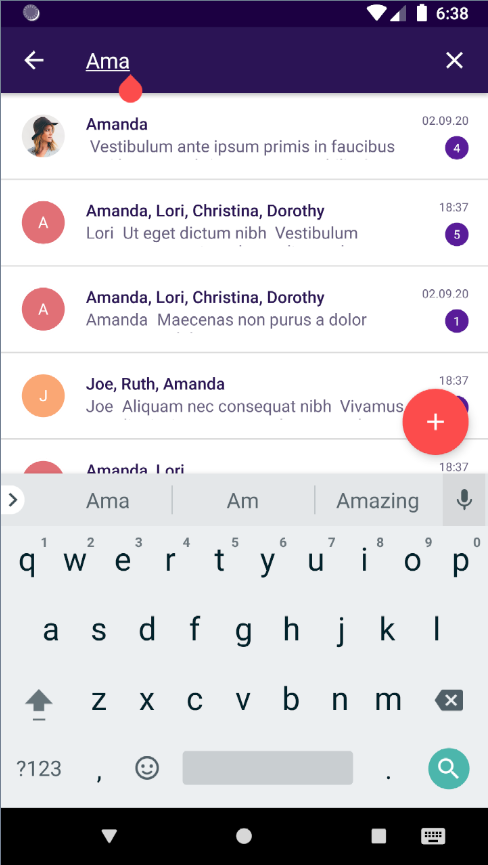 6:38
Ama
Amanda
02.09.20
Vestibulum ante ipsum primis in faucibus
4
A
Amanda, Lori, Christina, Dorothy
18:37
Lori Ut eget dictum nibh Vestibulum
5
A
Amanda, Lori, Christina, Dorothy
02.09.20
Amanda Maecenas non purus a dolor
1
J
Joe, Ruth, Amanda
18:37
Joe Aliquam nec consequat nibh Vivamus
+
Amanda, Lori
18:37
Ama Am Amazing
1 2 3 4 5 6 7 8 9 0
q w e r t y u i o p
a s d f g h j k l
z x c v b n m
?123 , .